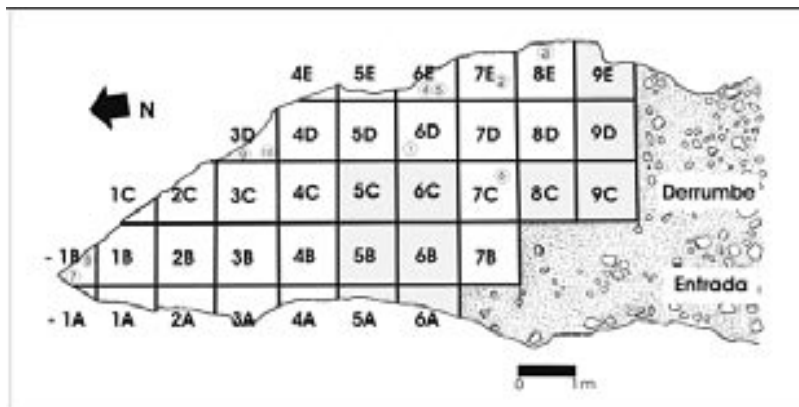 4E 5E 6E 7E 8E 9E
N
3D 4D 5D 6D 7D 8D 9D
1C 2C 3C 4C 5C 6C 7C 8C 9C Derrumbe
- 1B 1B 2B 3B 4B 5B 6B 7B
Entrada
- 1A 1A 2A 3A 4A 5A 6A
0 1m